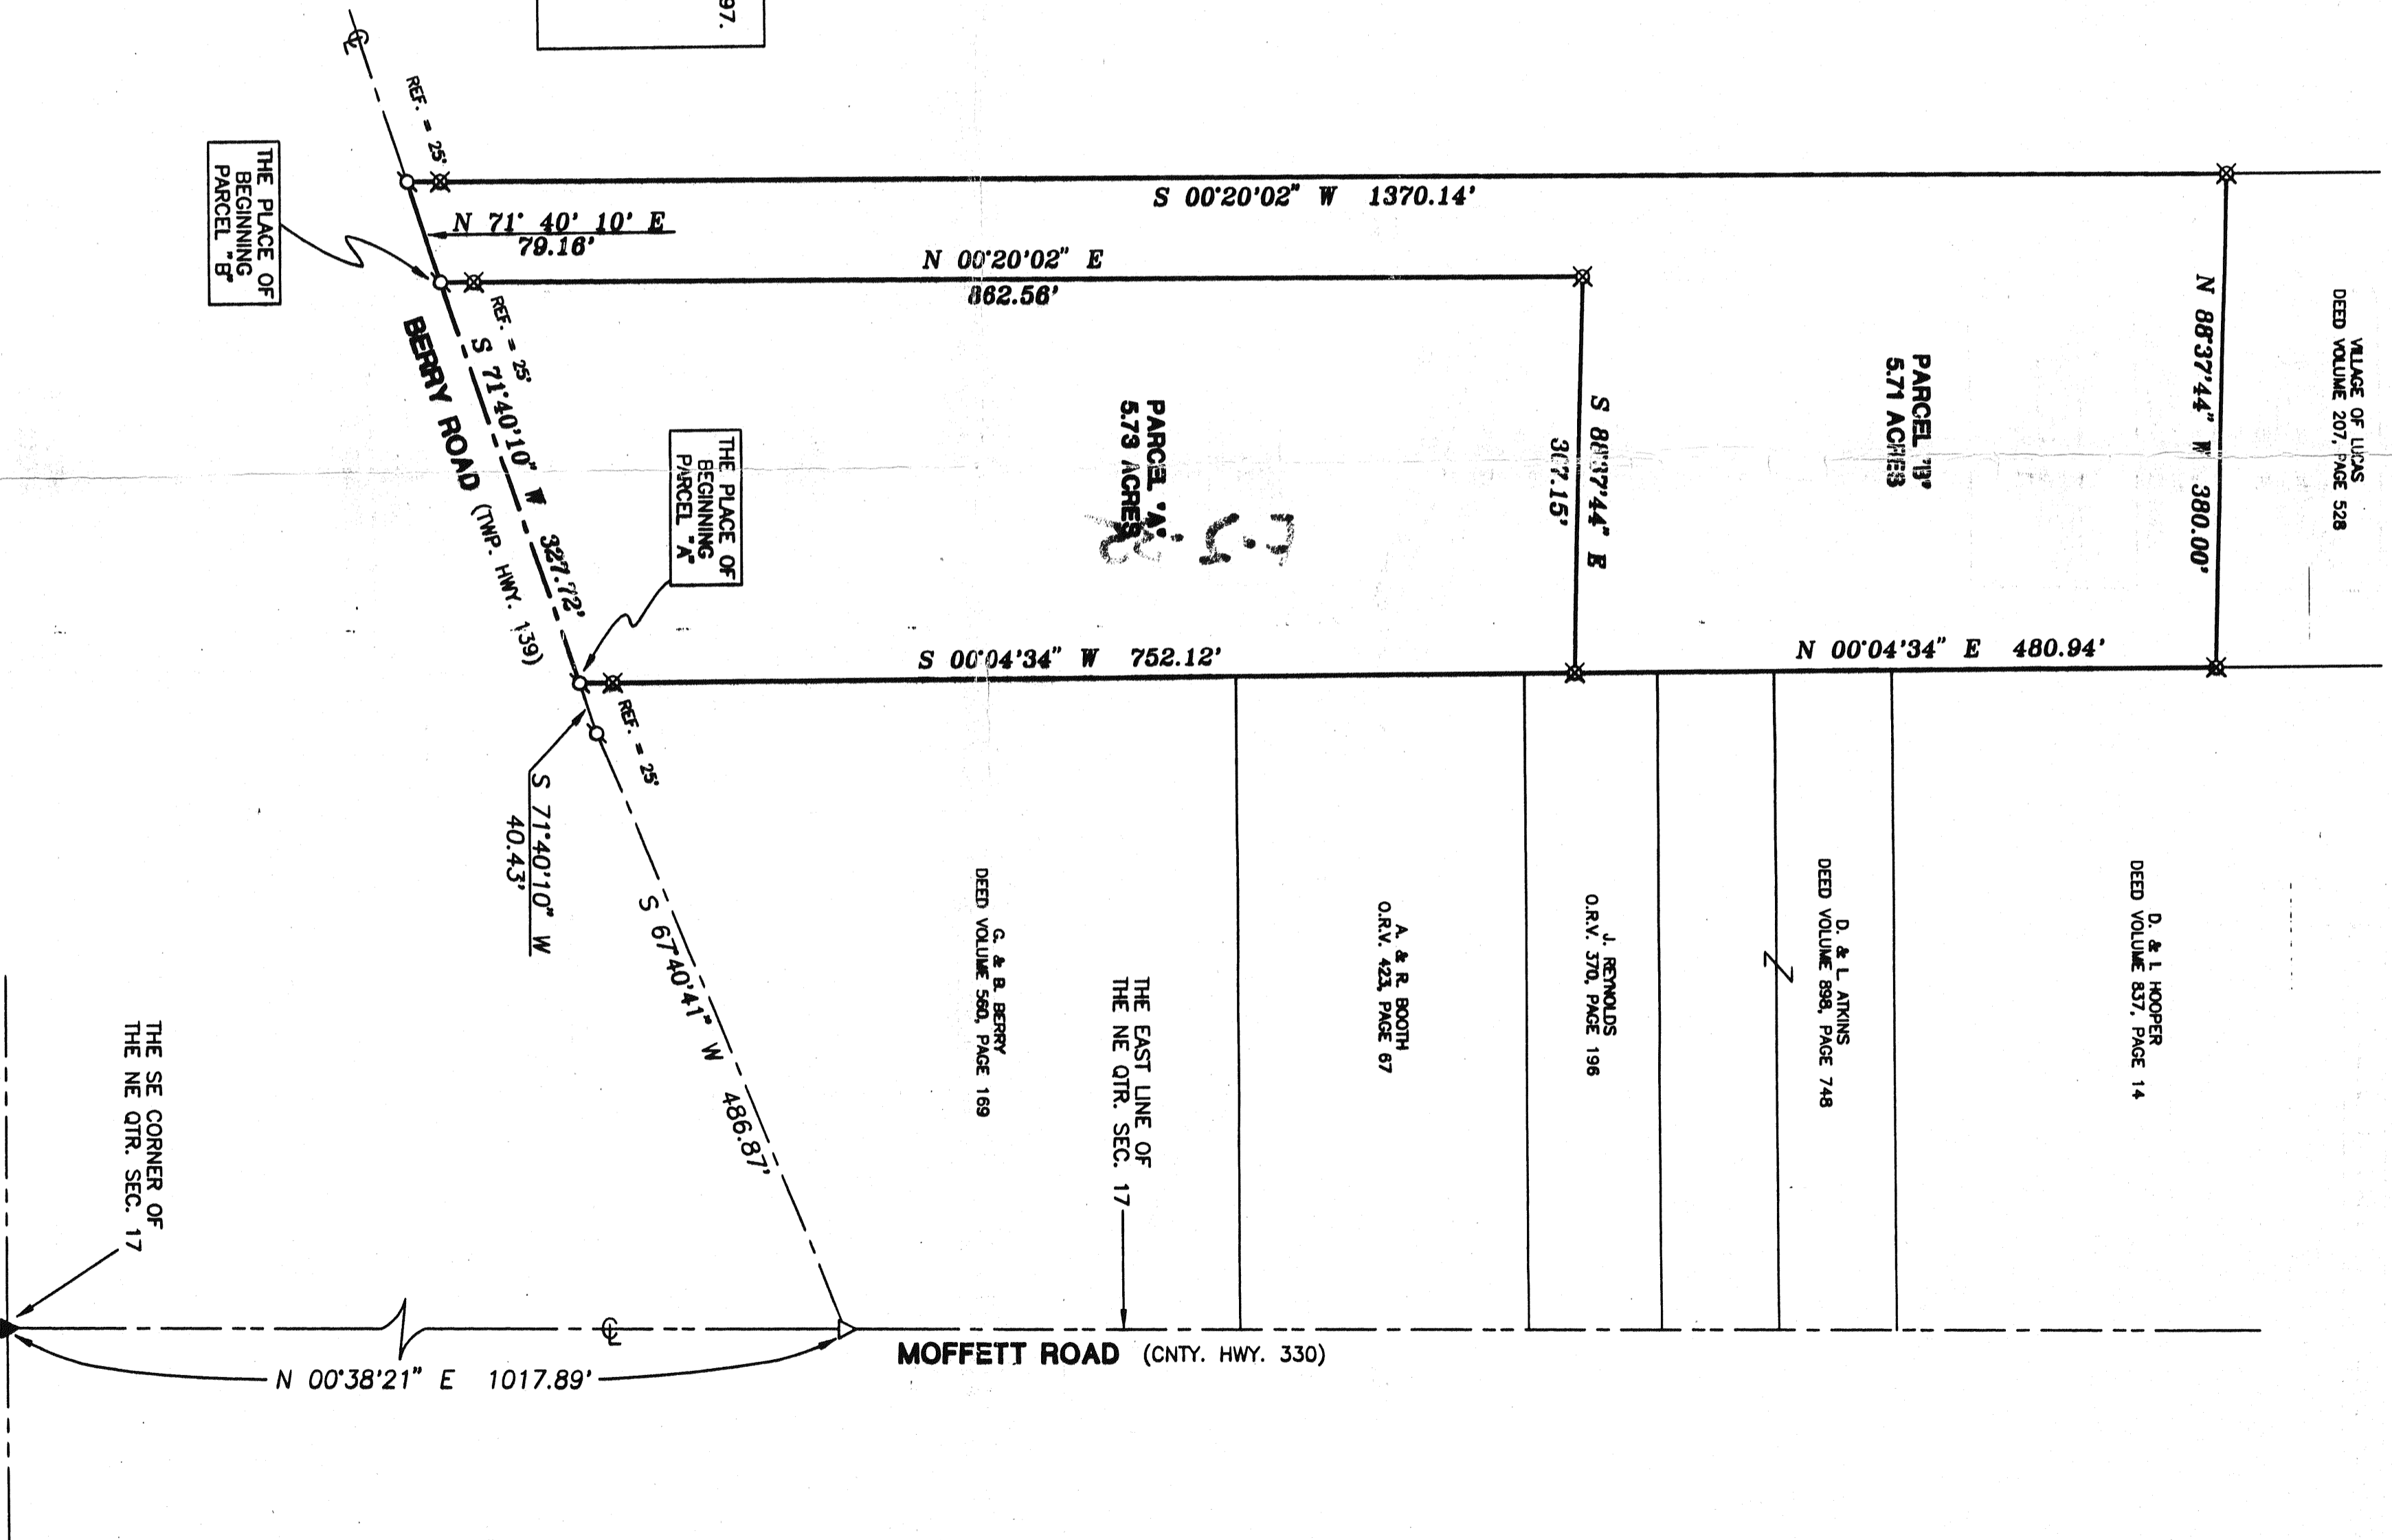 97.
℄
REF. = 25'
THE PLACE OF
BEGINNING
PARCEL "B"
S 00°20'02" W 1370.14'
N 71° 40' 10' E
79.16'
N 00°20'02" E
862.56'
REF. = 25'
S 71°40'10" W 327.72'
BERRY ROAD (TWP. HWY. 139)
THE PLACE OF
BEGINNING
PARCEL "A"
PARCEL "A"
5.73 ACRES
S 88°37'44" E
307.15'
PARCEL "B"
5.71 ACRES
N 88°37'44" W 380.00'
VILLAGE OF LUCAS
DEED VOLUME 207, PAGE 528
S 00°04'34" W 752.12'
N 00°04'34" E 480.94'
REF. = 25'
S 71°40'10" W
40.43'
S 67°40'41" W 486.87'
G. & B. BERRY
DEED VOLUME 560, PAGE 169
THE EAST LINE OF
THE NE QTR. SEC. 17
A. & R. BOOTH
O.R.V. 423, PAGE 67
J. REYNOLDS
O.R.V. 370, PAGE 196
D. & L. ATKINS
DEED VOLUME 898, PAGE 748
D. & I. HOOPER
DEED VOLUME 837, PAGE 14
THE SE CORNER OF
THE NE QTR. SEC. 17
℄
MOFFETT ROAD (CNTY. HWY. 330)
N 00°38'21" E 1017.89'